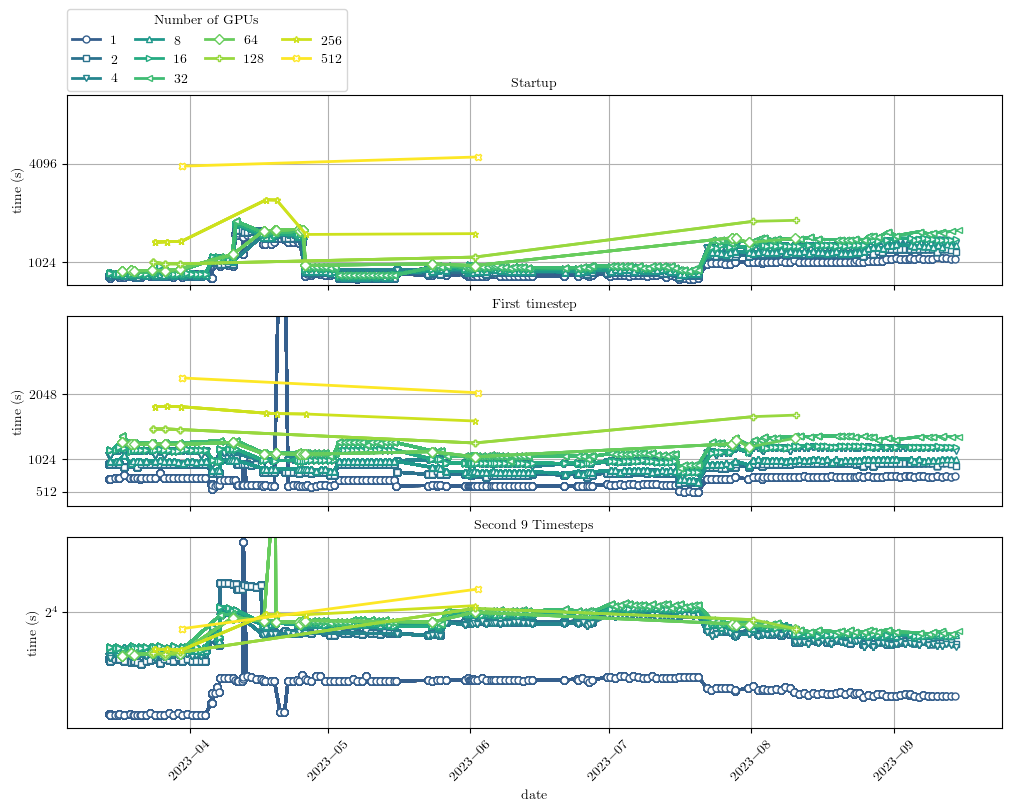 Number of GPUs
1 8 64 256
2 16 128 512
4 32
Startup
4096
1024
time (s)
First timestep
2048
1024
512
time (s)
Second 9 Timesteps
2⁴
time (s)
2023−04 2023−05 2023−06 2023−07 2023−08 2023−09
date